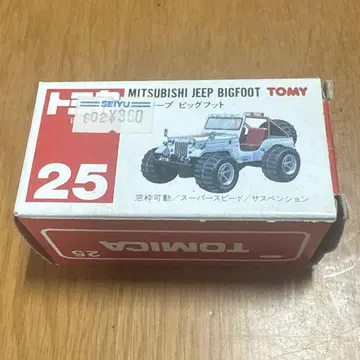 トミカ
MITSUBISHI JEEP BIGFOOT TOMY
ープ ビッグフット
SEIYU
602 ¥360
25
窓枠可動/スーパースピード/サスペンション
TOMICA
25